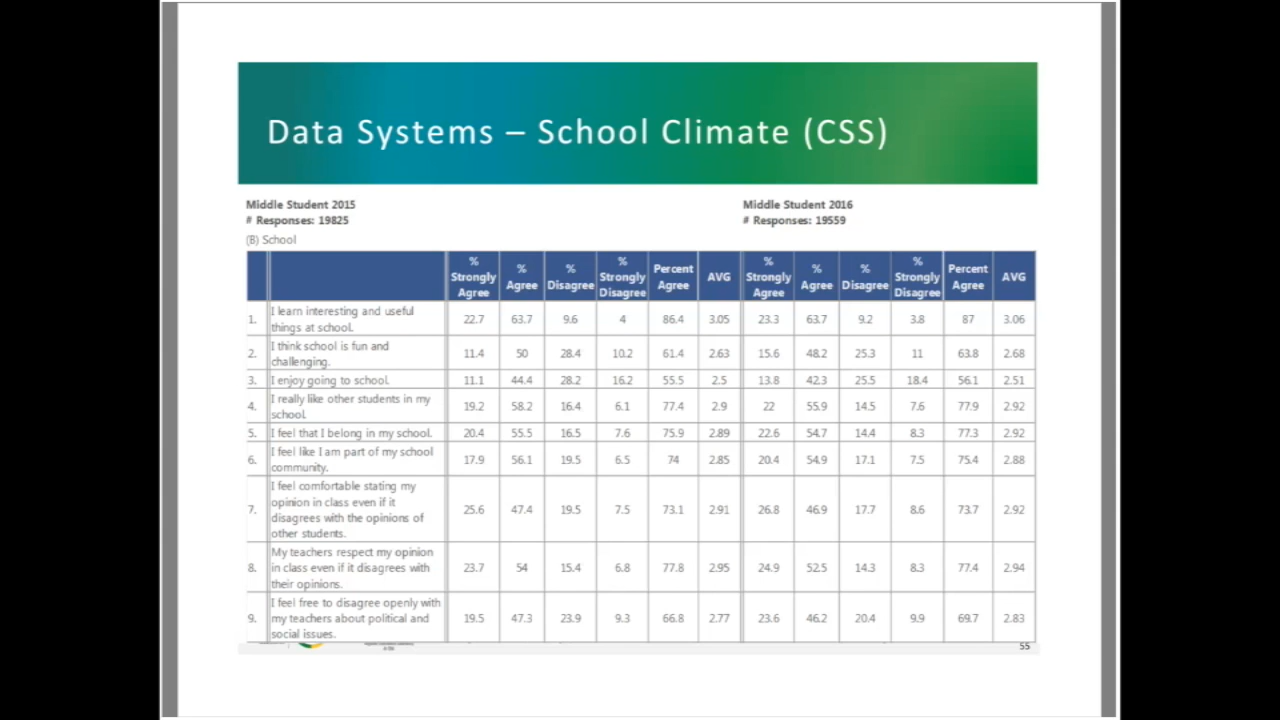 Data Systems – School Climate (CSS)
Middle Student 2015
# Responses: 19825
Middle Student 2016
# Responses: 19559
(B) School
% Strongly Agree % Agree % Disagree % Strongly Disagree Percent Agree AVG % Strongly Agree % Agree % Disagree % Strongly Disagree Percent Agree AVG
1. I learn interesting and useful things at school. 22.7 63.7 9.6 4 86.4 3.05 23.3 63.7 9.2 3.8 87 3.06
2. I think school is fun and challenging. 11.4 50 28.4 10.2 61.4 2.63 15.6 48.2 25.3 11 63.8 2.68
3. I enjoy going to school. 11.1 44.4 28.2 16.2 55.5 2.5 13.8 42.3 25.5 18.4 56.1 2.51
4. I really like other students in my school. 19.2 58.2 16.4 6.1 77.4 2.9 22 55.9 14.5 7.6 77.9 2.92
5. I feel that I belong in my school. 20.4 55.5 16.5 7.6 75.9 2.89 22.6 54.7 14.4 8.3 77.3 2.92
6. I feel like I am part of my school community. 17.9 56.1 19.5 6.5 74 2.85 20.4 54.9 17.1 7.5 75.4 2.88
7. I feel comfortable stating my opinion in class even if it disagrees with the opinions of other students. 25.6 47.4 19.5 7.5 73.1 2.91 26.8 46.9 17.7 8.6 73.7 2.92
8. My teachers respect my opinion in class even if it disagrees with their opinions. 23.7 54 15.4 6.8 77.8 2.95 24.9 52.5 14.3 8.3 77.4 2.94
9. I feel free to disagree openly with my teachers about political and social issues. 19.5 47.3 23.9 9.3 66.8 2.77 23.6 46.2 20.4 9.9 69.7 2.83
55